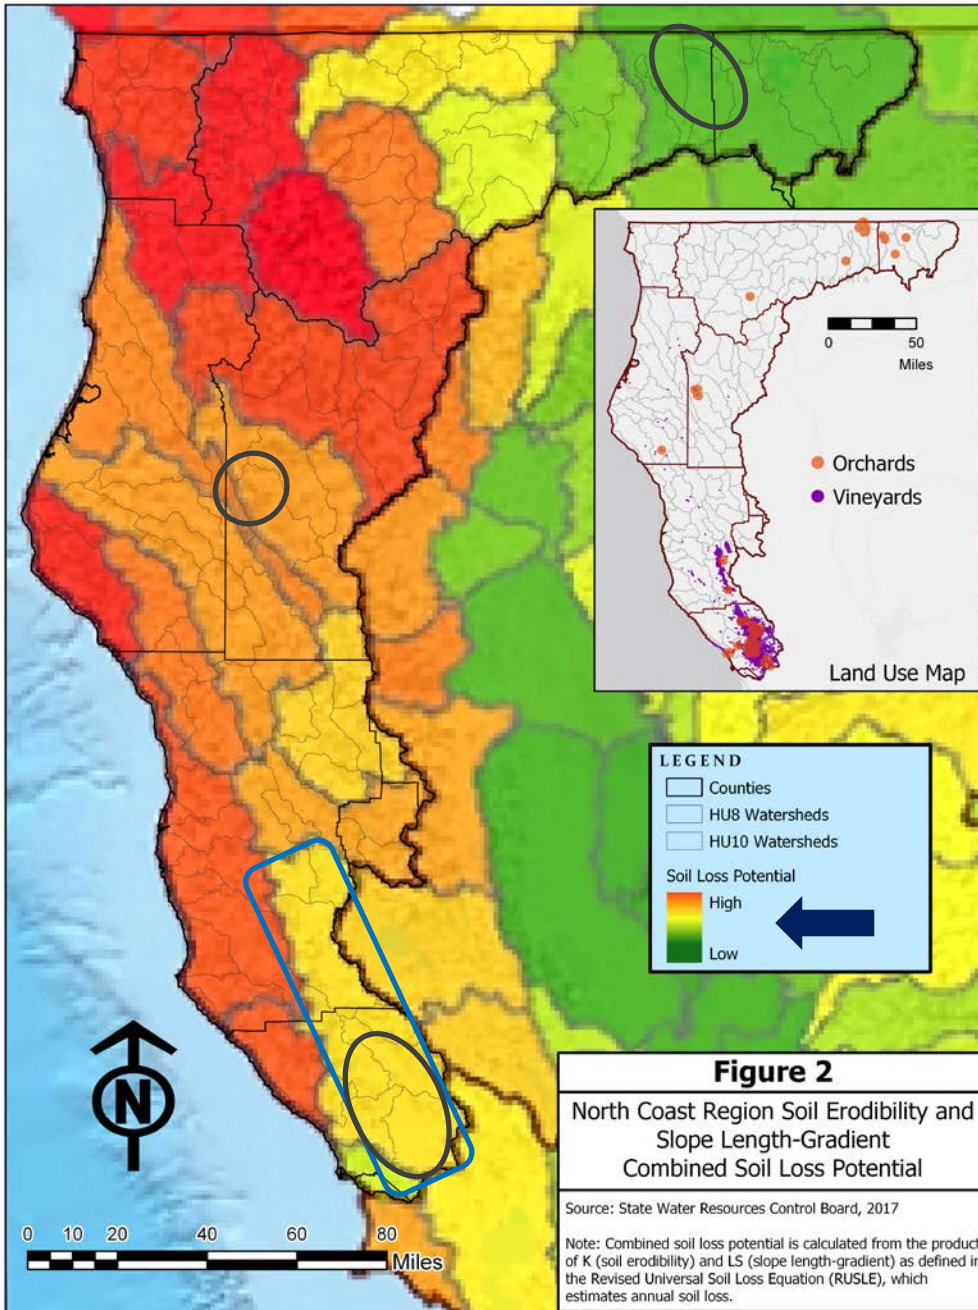 0
50
Miles
Orchards
Vineyards
Land Use Map
LEGEND
Counties
HU8 Watersheds
HU10 Watersheds
Soil Loss Potential
High
Low
N
0 10 20 40 60 80
Miles
Figure 2
North Coast Region Soil Erodibility and
Slope Length-Gradient
Combined Soil Loss Potential
Source: State Water Resources Control Board, 2017
Note: Combined soil loss potential is calculated from the product
of K (soil erodibility) and LS (slope length-gradient) as defined in
the Revised Universal Soil Loss Equation (RUSLE), which
estimates annual soil loss.